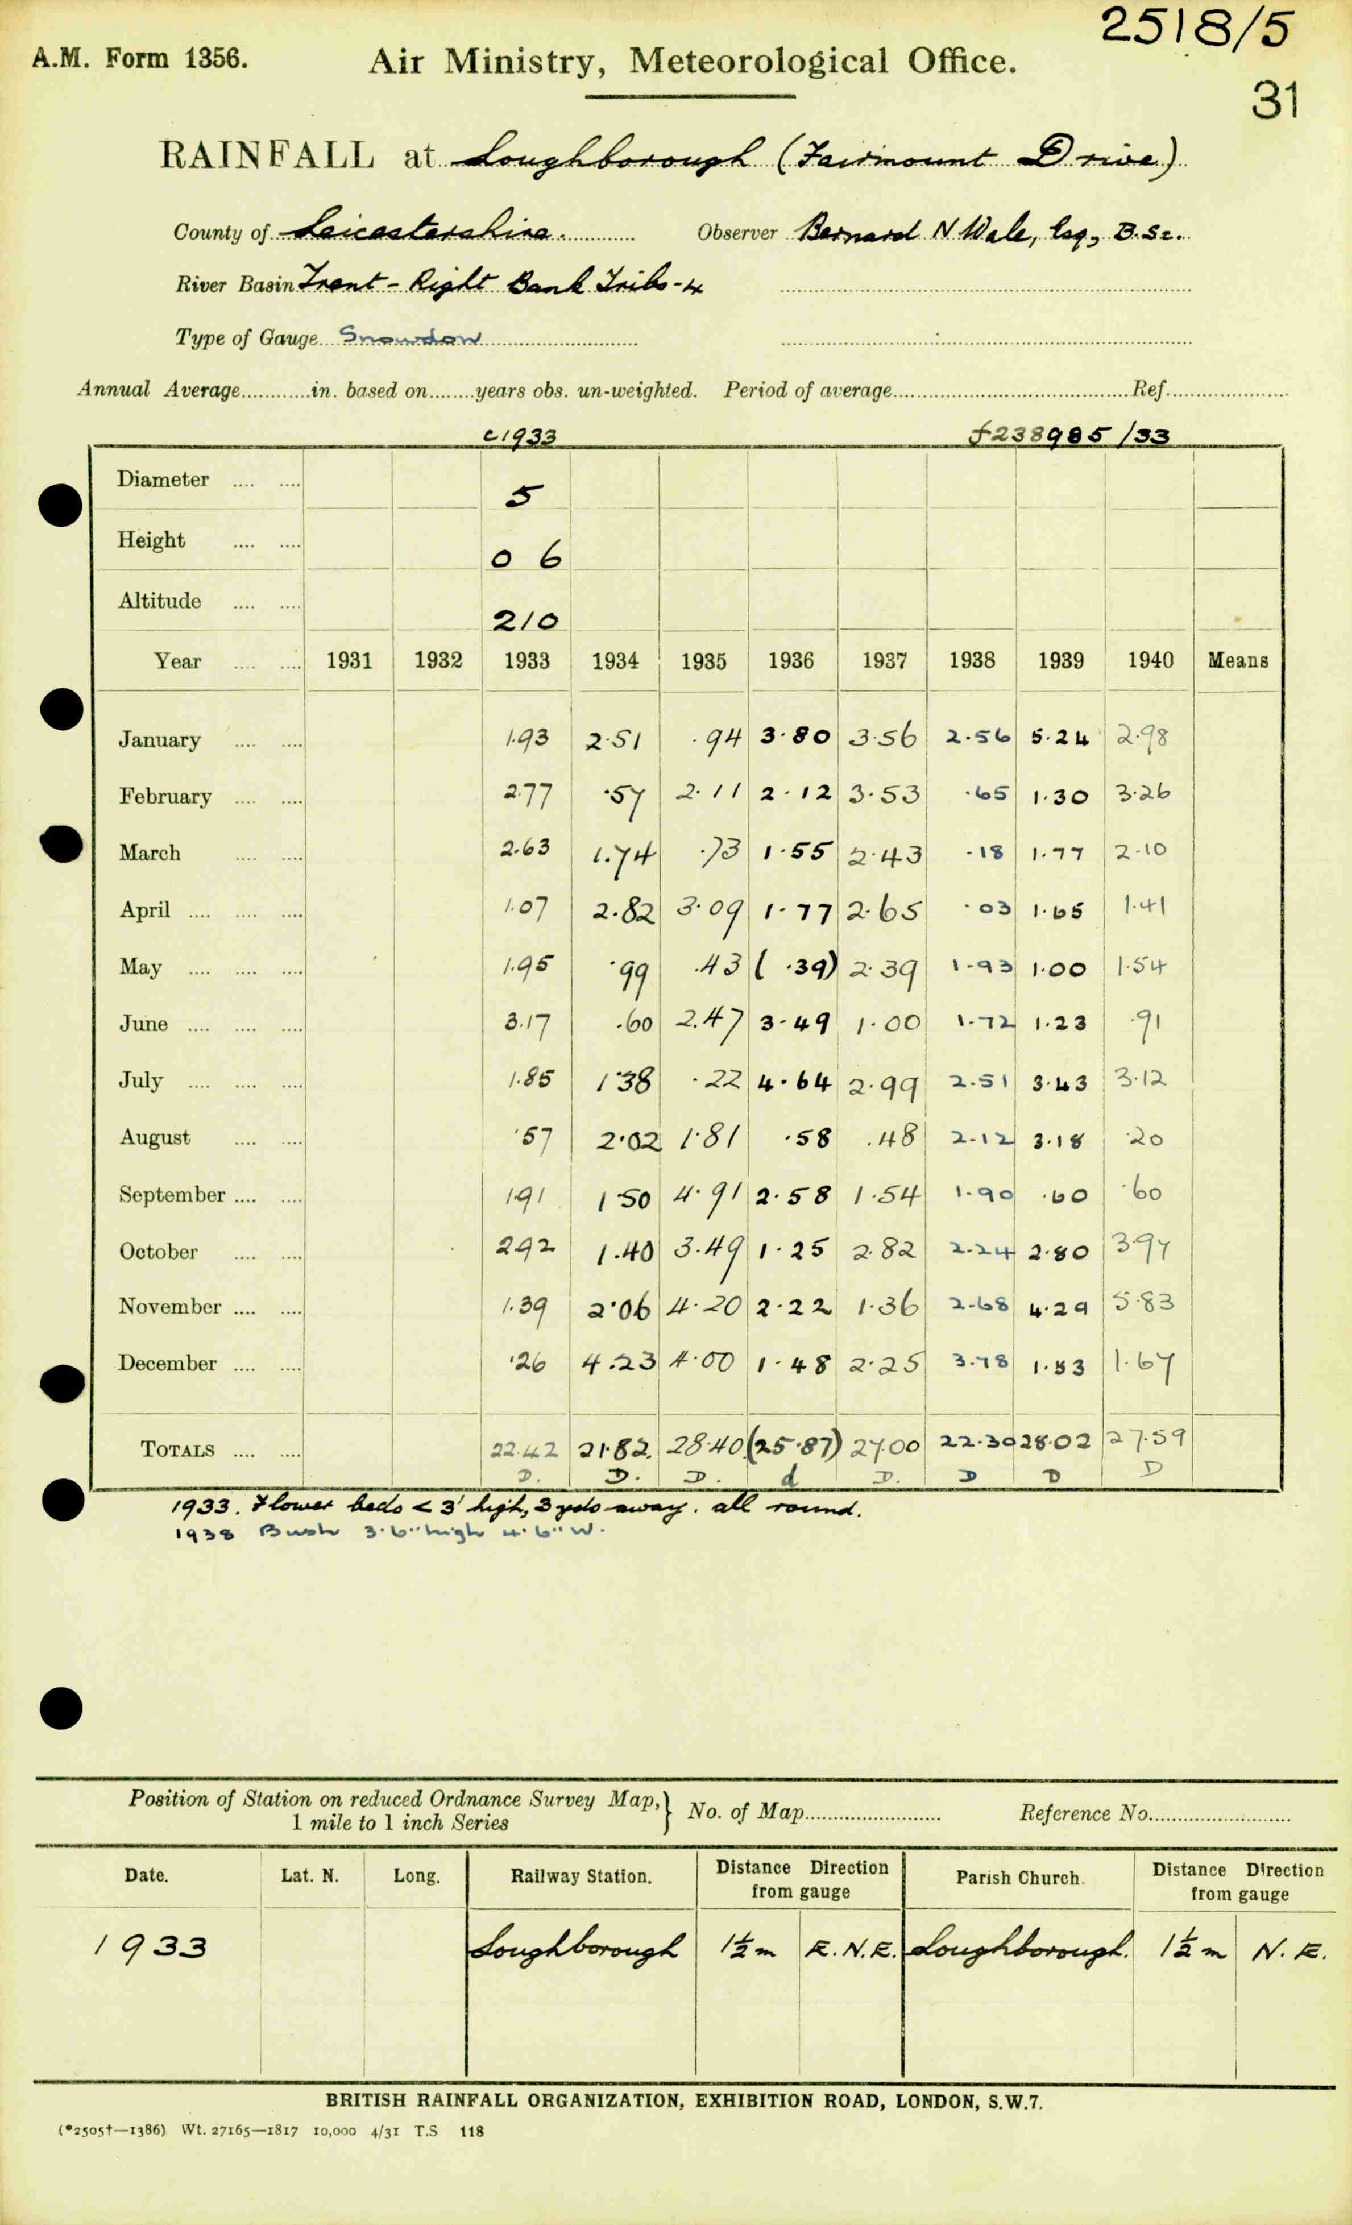 2518/5
A.M. Form 1356. Air Ministry, Meteorological Office.
31
RAINFALL at Loughborough (Fairmount Drive)
County of Leicestershire. Observer Bernard N Wale, Esq, B.Sc.
River Basin Trent - Right Bank Tribs - 4
Type of Gauge Snowdon
Annual Average in. based on years obs. un-weighted. Period of average Ref.
c1933 f238985/33
Diameter 5
Height 0 6
Altitude 210
Year 1931 1932 1933 1934 1935 1936 1937 1938 1939 1940 Means
January 1.93 2.51 .94 3.80 3.56 2.56 5.24 2.98
February 2.77 .57 2.11 2.12 3.53 .65 1.30 3.26
March 2.63 1.74 .73 1.55 2.43 .18 1.77 2.10
April 1.07 2.82 3.09 1.77 2.65 .03 1.65 1.41
May 1.95 .99 .43 (.39) 2.39 1.93 1.00 1.54
June 3.17 .60 2.47 3.49 1.00 1.72 1.23 .91
July 1.85 1.38 .22 4.64 2.99 2.51 3.43 3.12
August .57 2.02 1.81 .58 .48 2.12 3.18 .20
September 1.91 1.50 4.91 2.58 1.54 1.90 .60 .60
October 2.92 1.40 3.49 1.25 2.82 2.24 2.80 3.97
November 1.39 2.06 4.20 2.22 1.36 2.68 4.29 5.83
December .26 4.23 4.00 1.48 2.25 3.78 1.53 1.67
TOTALS 22.42 21.82 28.40 (25.87) 27.00 22.30 28.02 27.59
D. D. D. d D. D D D
1933. Flower beds < 3' high, 3 yds away. all round.
1938 Bush 3'6" high 4'6" W.
Position of Station on reduced Ordnance Survey Map, } No. of Map Reference No.
1 mile to 1 inch Series
Date. Lat. N. Long. Railway Station. Distance Direction from gauge Parish Church. Distance Direction from gauge
1933 Loughborough 1½ m E.N.E. Loughborough. 1½ m N.E.
BRITISH RAINFALL ORGANIZATION, EXHIBITION ROAD, LONDON, S.W.7.
(*2505†—1386) Wt. 27165—1817 10,000 4/31 T.S 118